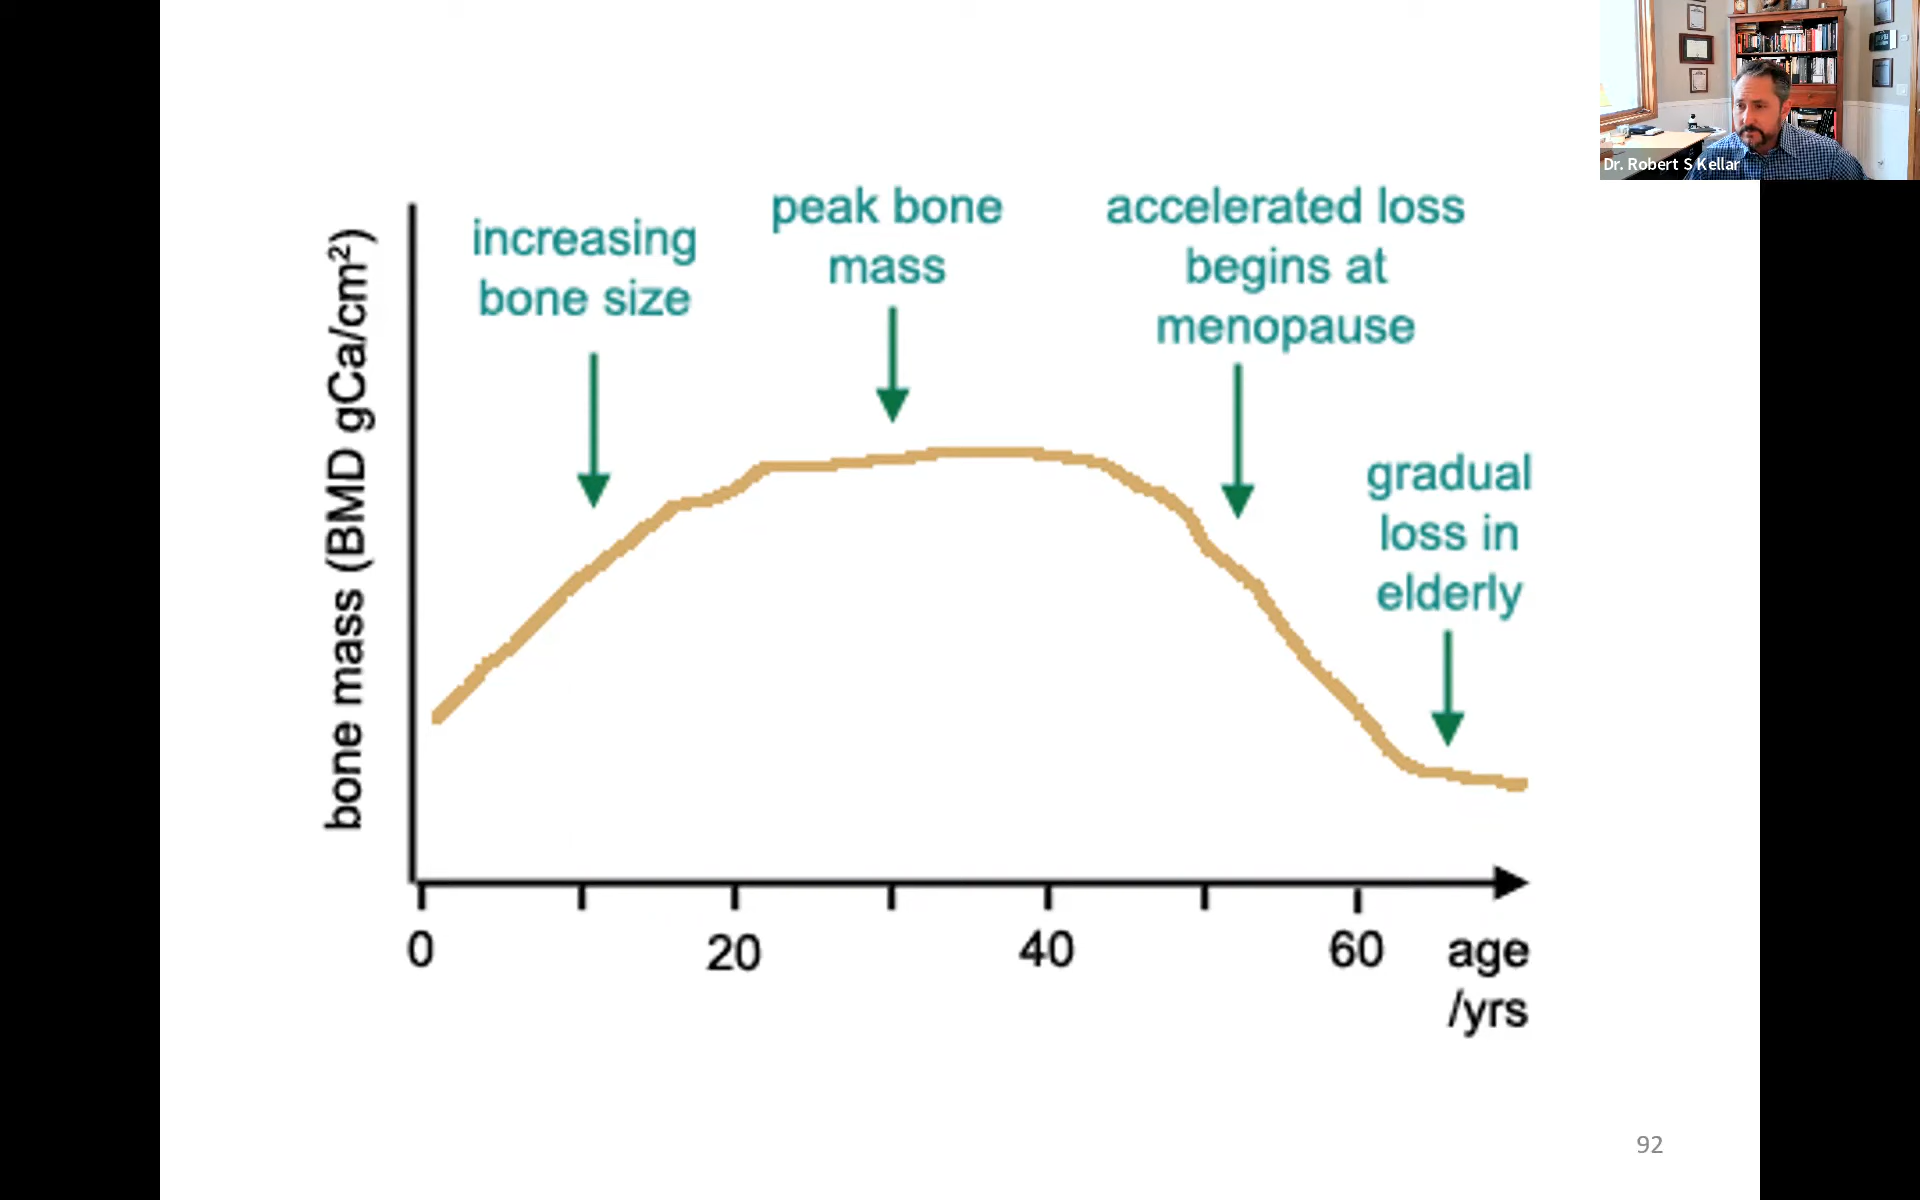 Dr. Robert S Kellar
increasing
bone size
peak bone
mass
accelerated loss
begins at
menopause
gradual
loss in
elderly
bone mass (BMD gCa/cm²)
0
20
40
60
age
/yrs
92